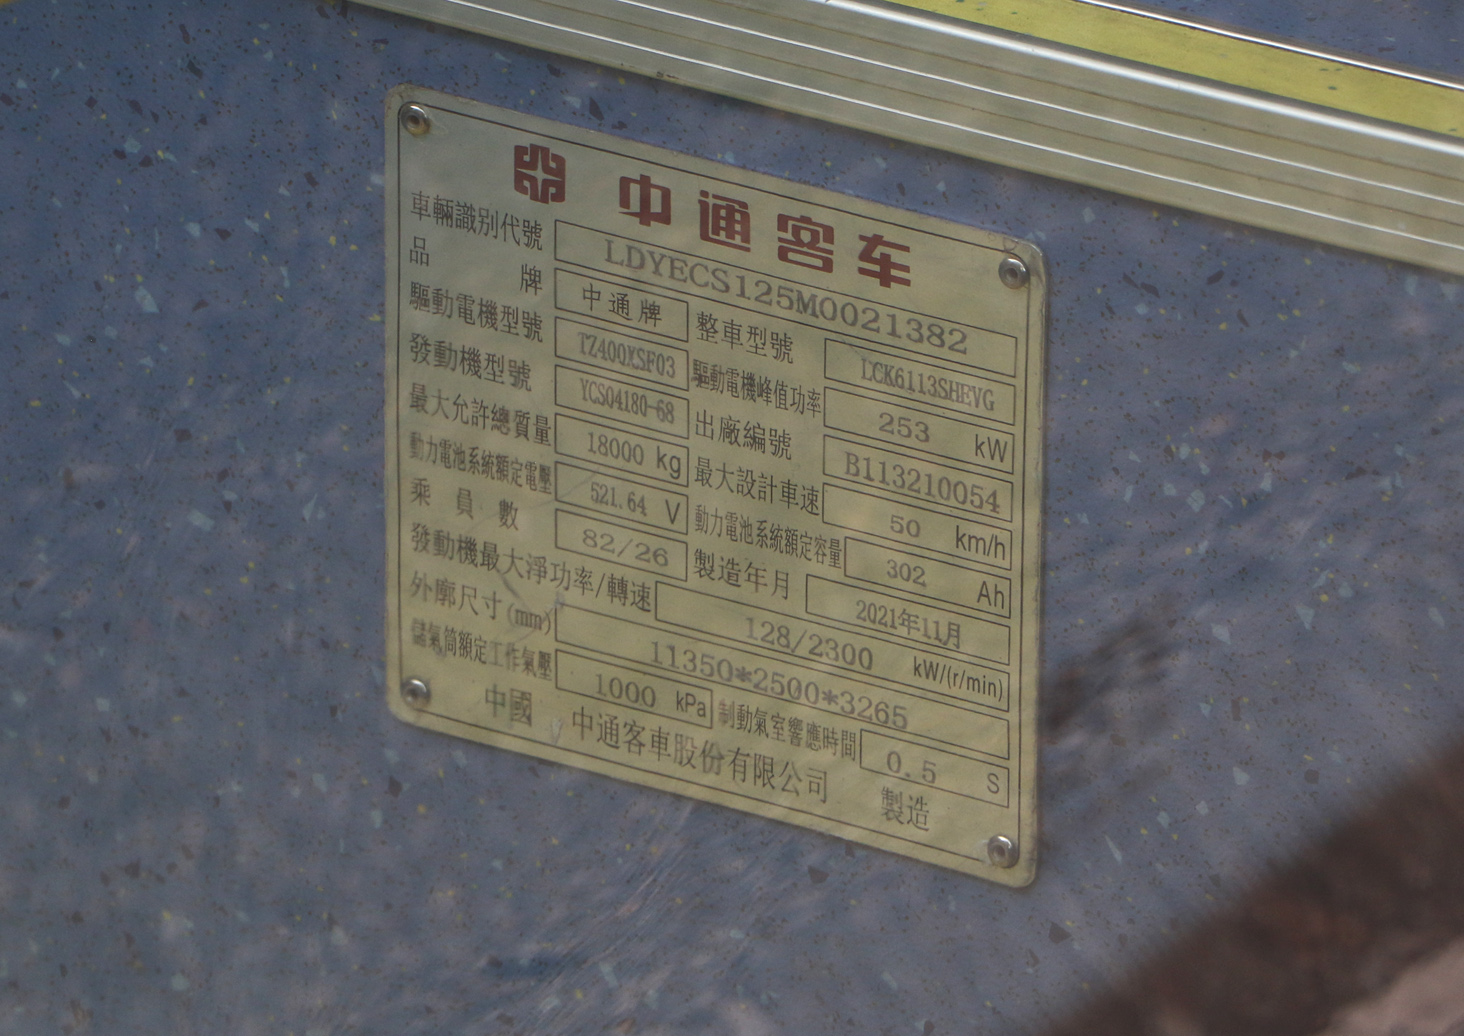 中通客车
車輛識別代號 LDYECS125M0021382
品牌 中通牌 整車型號 LCK6113SHEVG
驅動電機型號 TZ400XSF03 驅動電機峰值功率 253 kW
發動機型號 YCS04180-68 出廠編號 B113210054
最大允許總質量 18000 kg 最大設計車速 50 km/h
動力電池系統額定電壓 521.64 V 動力電池系統額定容量 302 Ah
乘員數 82/26 製造年月 2021年11月
發動機最大淨功率/轉速 128/2300 kW/(r/min)
外廓尺寸(mm) 11350*2500*3265
儲氣筒額定工作氣壓 1000 kPa 制動氣室響應時間 0.5 S
中國 中通客車股份有限公司 製造